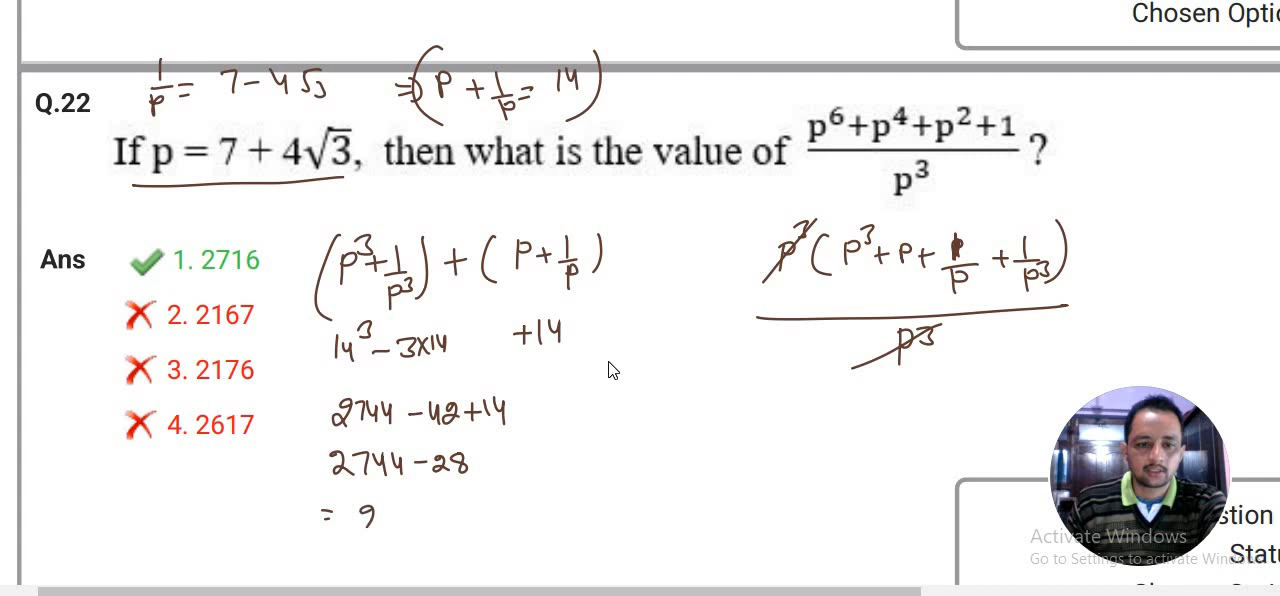 Chosen Optio
1/p = 7 - 4√3 ⇒ (p + 1/p = 14)
Q.22
If p = 7 + 4√3, then what is the value of (p⁶+p⁴+p²+1)/p³ ?
Ans
1. 2716
2. 2167
3. 2176
4. 2617
(p³ + 1/p³) + (p + 1/p)
14³ - 3×14 +14
2744 - 42 + 14
2744 - 28
= 9
p³(p³ + p + 1/p + 1/p³)
p³
stion
Activate Windows
Go to Settings to activate Windo
Statu